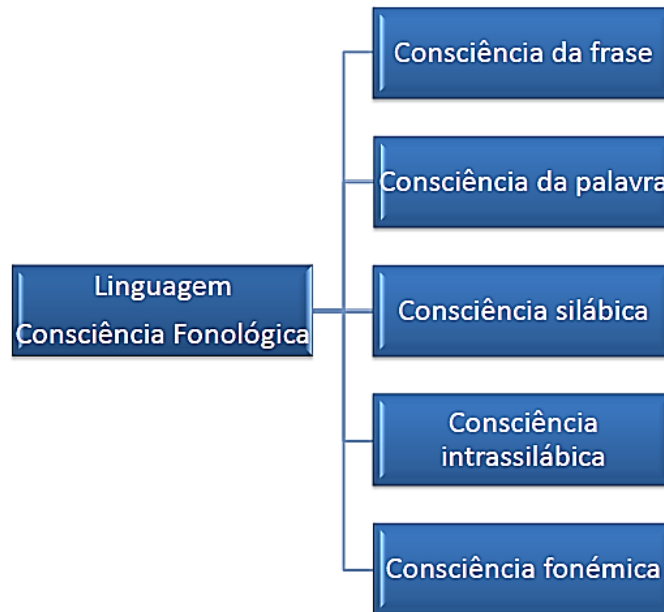 Linguagem
Consciência Fonológica
Consciência da frase
Consciência da palavra
Consciência silábica
Consciência
intrassilábica
Consciência fonémica